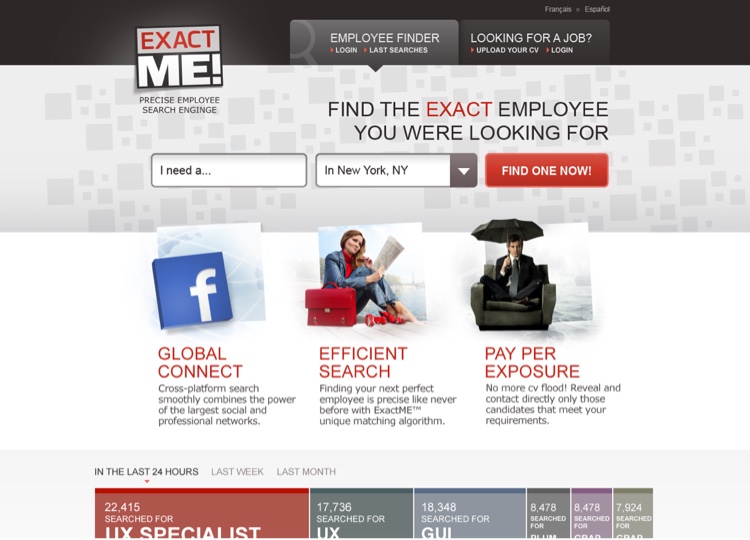 Français » Español
EXACT
ME!
PRECISE EMPLOYEE
SEARCH ENGINGE
EMPLOYEE FINDER
LOGIN LAST SEARCHES
LOOKING FOR A JOB?
UPLOAD YOUR CV LOGIN
FIND THE EXACT EMPLOYEE
YOU WERE LOOKING FOR
I need a...
In New York, NY
FIND ONE NOW!
f
GLOBAL
CONNECT
Cross-platform search
smoothly combines the power
of the largest social and
professional networks.
EFFICIENT
SEARCH
Finding your next perfect
employee is precise like never
before with ExactME™
unique matching algorithm.
PAY PER
EXPOSURE
No more cv flood! Reveal and
contact directly only those
candidates that meet your
requirements.
IN THE LAST 24 HOURS LAST WEEK LAST MONTH
22,415
SEARCHED FOR
UX SPECIALIST
17,736
SEARCHED FOR
UX
18,348
SEARCHED FOR
GUI
8,478
SEARCHED
FOR
PLUM
8,478
SEARCHED
FOR
GRAP
7,924
SEARCHED
FOR
GRAP